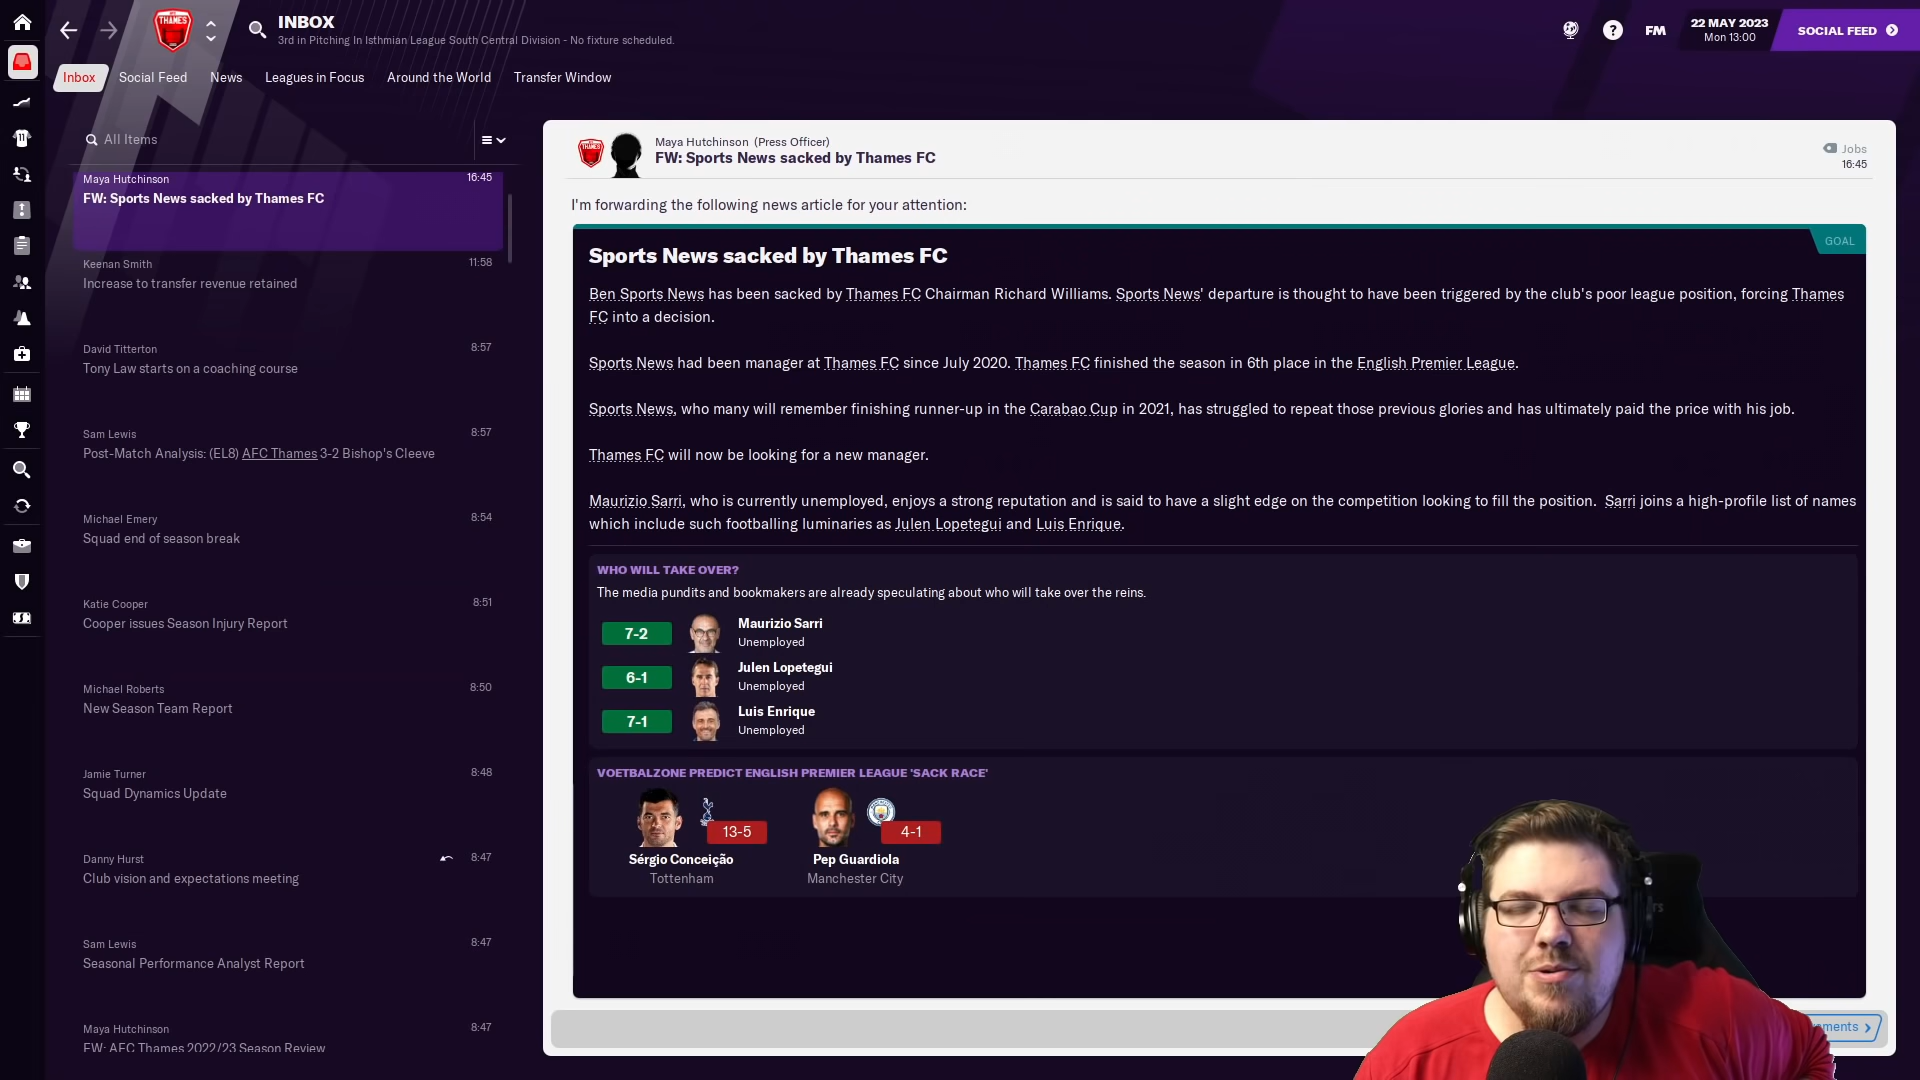 INBOX
3rd in Pitching In Isthmian League South Central Division - No fixture scheduled.
FM
22 MAY 2023
Mon 13:00
SOCIAL FEED
Inbox
Social Feed
News
Leagues in Focus
Around the World
Transfer Window
All Items
Maya Hutchinson
16:45
FW: Sports News sacked by Thames FC
Keenan Smith
11:58
Increase to transfer revenue retained
David Titterton
8:57
Tony Law starts on a coaching course
Sam Lewis
8:57
Post-Match Analysis: (EL8) AFC Thames 3-2 Bishop's Cleeve
Michael Emery
8:54
Squad end of season break
Katie Cooper
8:51
Cooper issues Season Injury Report
Michael Roberts
8:50
New Season Team Report
Jamie Turner
8:48
Squad Dynamics Update
Danny Hurst
8:47
Club vision and expectations meeting
Sam Lewis
8:47
Seasonal Performance Analyst Report
Maya Hutchinson
8:47
FW: AFC Thames 2022/23 Season Review
Maya Hutchinson (Press Officer)
FW: Sports News sacked by Thames FC
Jobs
16:45
I'm forwarding the following news article for your attention:
GOAL
Sports News sacked by Thames FC
Ben Sports News has been sacked by Thames FC Chairman Richard Williams. Sports News' departure is thought to have been triggered by the club's poor league position, forcing Thames
FC into a decision.
Sports News had been manager at Thames FC since July 2020. Thames FC finished the season in 6th place in the English Premier League.
Sports News, who many will remember finishing runner-up in the Carabao Cup in 2021, has struggled to repeat those previous glories and has ultimately paid the price with his job.
Thames FC will now be looking for a new manager.
Maurizio Sarri, who is currently unemployed, enjoys a strong reputation and is said to have a slight edge on the competition looking to fill the position. Sarri joins a high-profile list of names
which include such footballing luminaries as Julen Lopetegui and Luis Enrique.
WHO WILL TAKE OVER?
The media pundits and bookmakers are already speculating about who will take over the reins.
7-2
Maurizio Sarri
Unemployed
6-1
Julen Lopetegui
Unemployed
7-1
Luis Enrique
Unemployed
VOETBALZONE PREDICT ENGLISH PREMIER LEAGUE 'SACK RACE'
13-5
4-1
Sérgio Conceição
Pep Guardiola
Tottenham
Manchester City